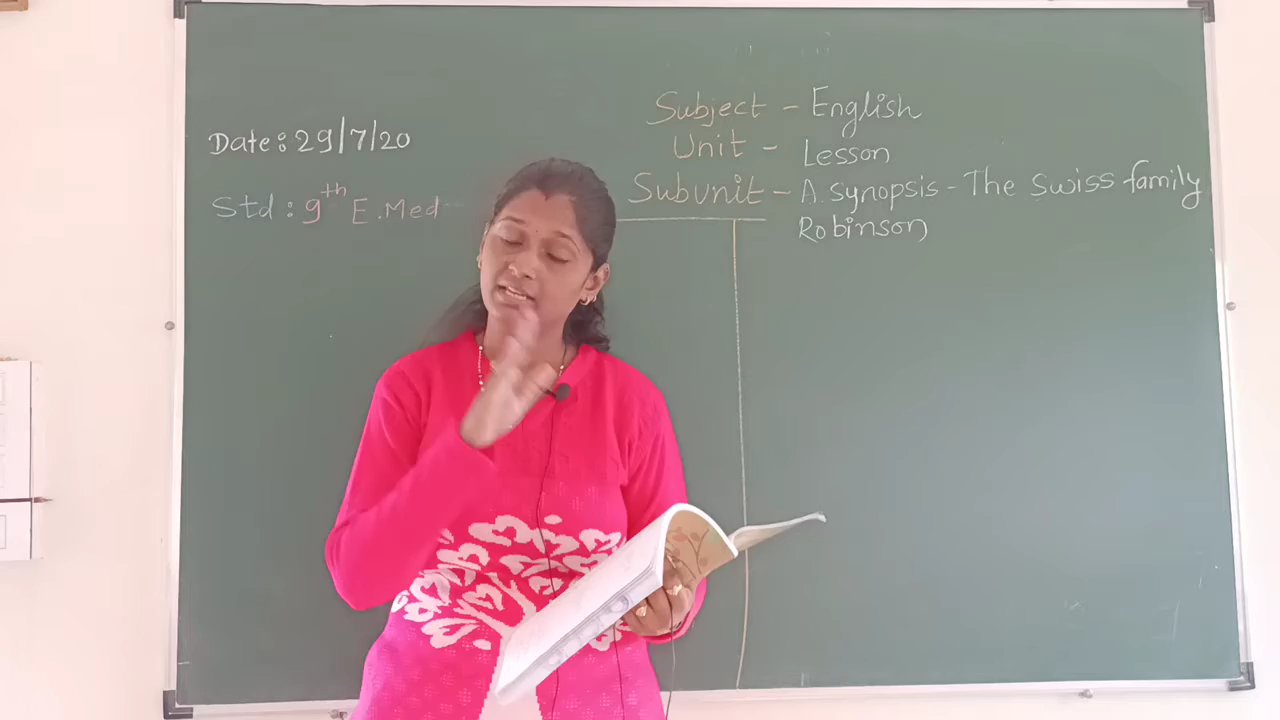 Date: 29/7/20
Std: 9th E.Med
Subject - English
Unit - Lesson
Subunit - A. synopsis - The Swiss family
Robinson